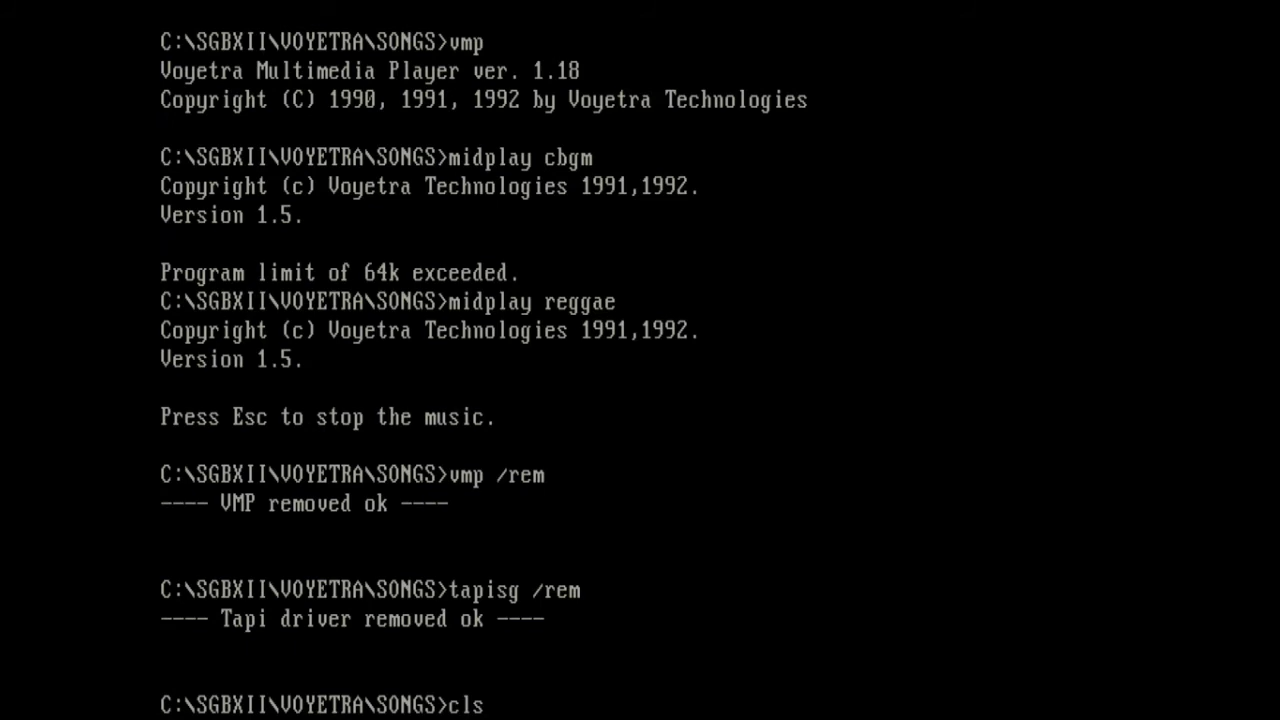 C:\SGBXII\VOYETRA\SONGS>vmp
Voyetra Multimedia Player ver. 1.18
Copyright (C) 1990, 1991, 1992 by Voyetra Technologies
C:\SGBXII\VOYETRA\SONGS>midplay cbgm
Copyright (c) Voyetra Technologies 1991,1992.
Version 1.5.
Program limit of 64k exceeded.
C:\SGBXII\VOYETRA\SONGS>midplay reggae
Copyright (c) Voyetra Technologies 1991,1992.
Version 1.5.
Press Esc to stop the music.
C:\SGBXII\VOYETRA\SONGS>vmp /rem
---- VMP removed ok ----
C:\SGBXII\VOYETRA\SONGS>tapisg /rem
---- Tapi driver removed ok ----
C:\SGBXII\VOYETRA\SONGS>cls